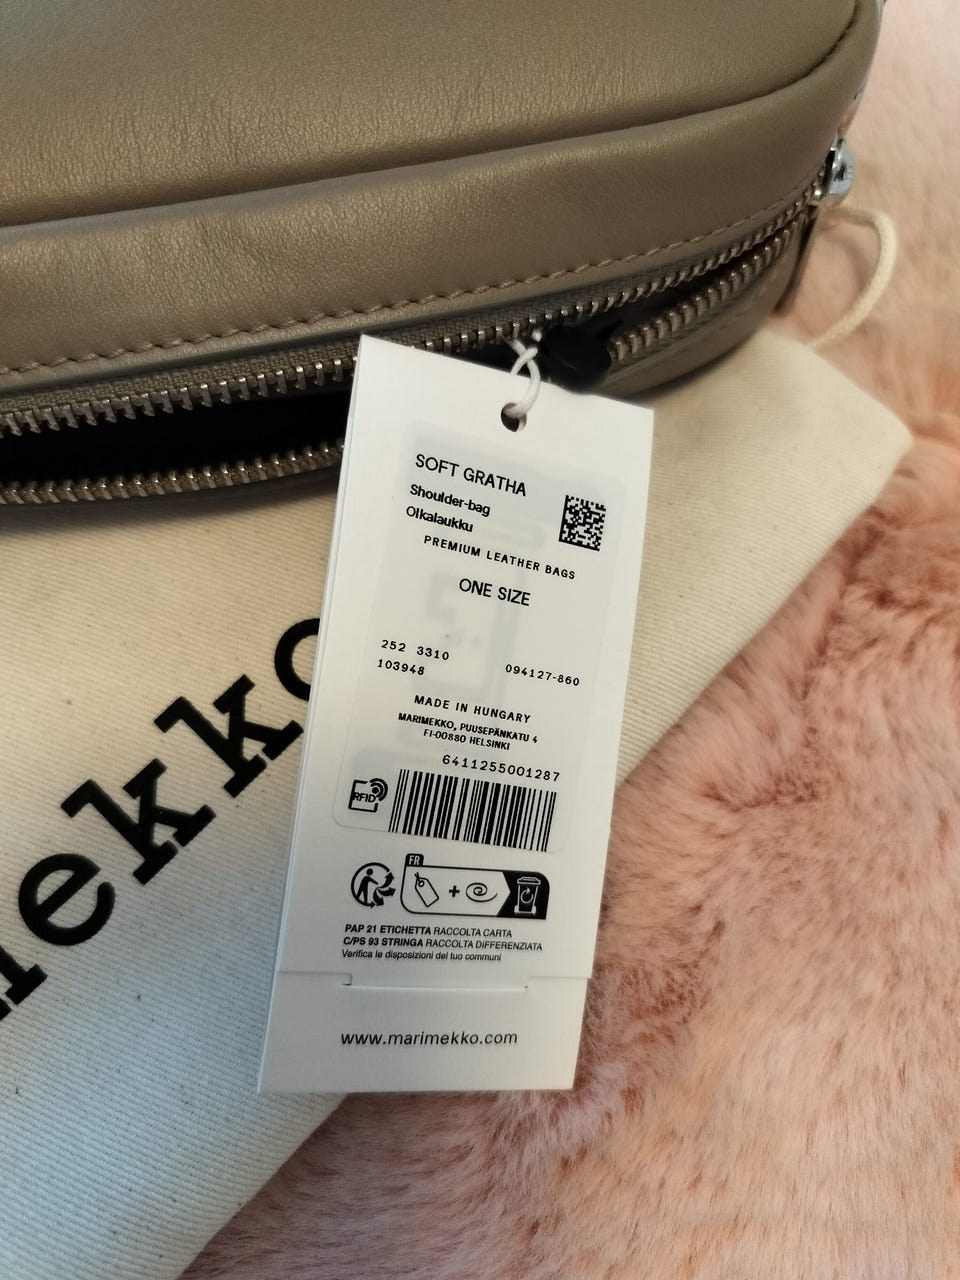 SOFT GRATHA
Shoulder-bag
Olkalaukku
PREMIUM LEATHER BAGS
ONE SIZE
252 3310
103948
094127-860
MADE IN HUNGARY
MARIMEKKO, PUUSEPÄNKATU 4
FI-00880 HELSINKI
6411255001287
RFID
FR
PAP 21 ETICHETTA RACCOLTA CARTA
C/PS 93 STRINGA RACCOLTA DIFFERENZIATA
Verifica le disposizioni del tuo comuni
www.marimekko.com
ekko